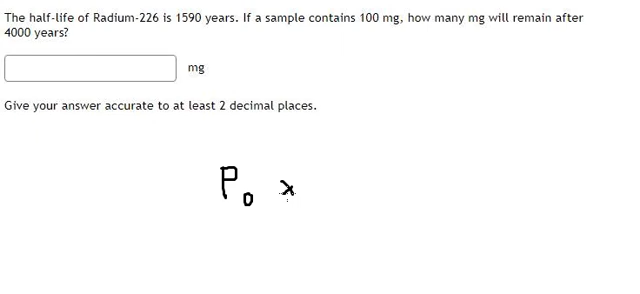 The half-life of Radium-226 is 1590 years. If a sample contains 100 mg, how many mg will remain after
4000 years?
mg
Give your answer accurate to at least 2 decimal places.
P₀ x